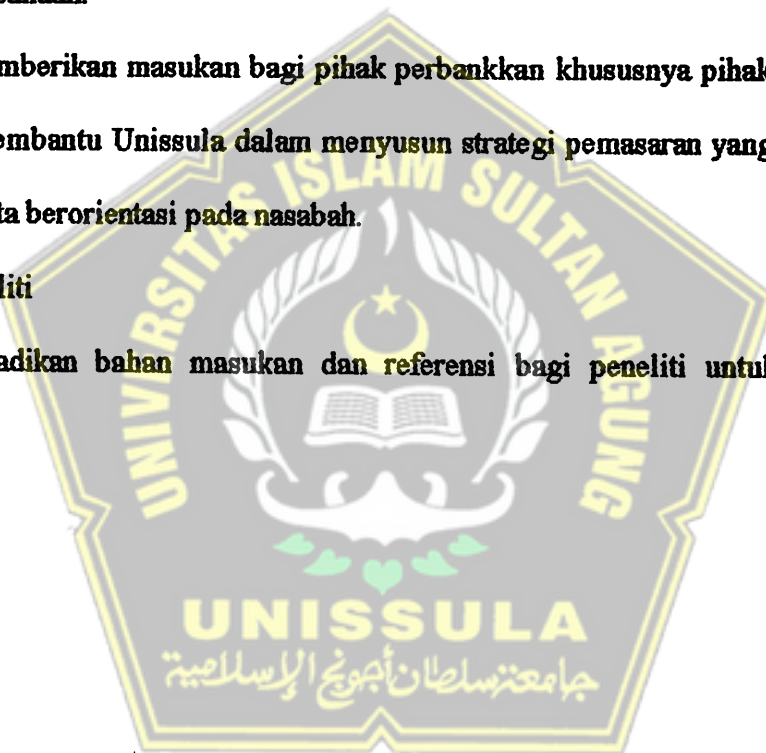 mberikan masukan bagi pihak perbankkan khususnya pihak
embantu Unissula dalam menyusun strategi pemasaran yang
ta berorientasi pada nasabah.
liti
adikan bahan masukan dan referensi bagi peneliti untuk
UNIVERSITAS ISLAM SULTAN AGUNG
UNISSULA
جامعة سلطان أجونج الإسلامية